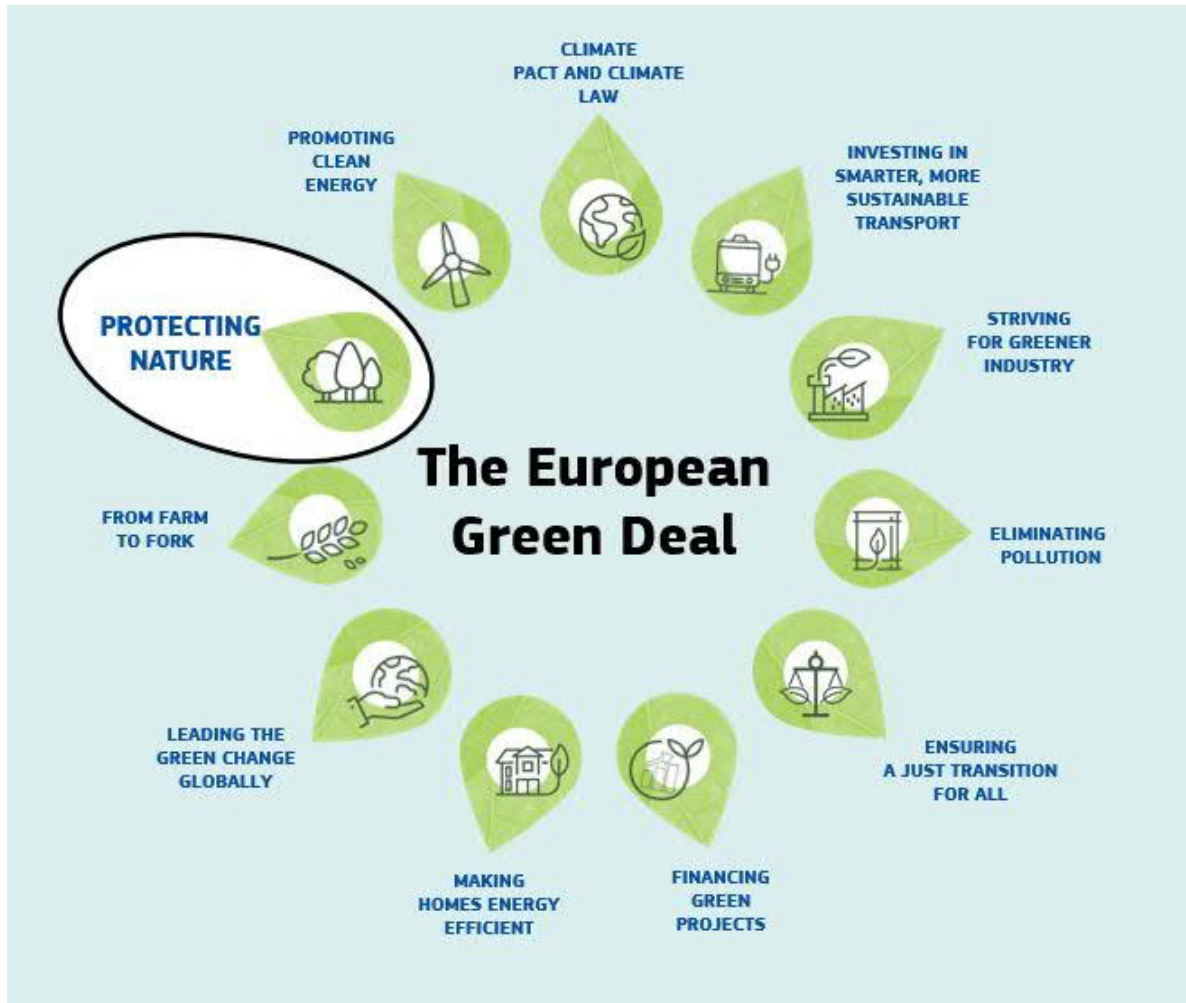 CLIMATE
PACT AND CLIMATE
LAW
PROMOTING
CLEAN
ENERGY
INVESTING IN
SMARTER, MORE
SUSTAINABLE
TRANSPORT
PROTECTING
NATURE
STRIVING
FOR GREENER
INDUSTRY
The European
Green Deal
FROM FARM
TO FORK
ELIMINATING
POLLUTION
LEADING THE
GREEN CHANGE
GLOBALLY
ENSURING
A JUST TRANSITION
FOR ALL
MAKING
HOMES ENERGY
EFFICIENT
FINANCING
GREEN
PROJECTS